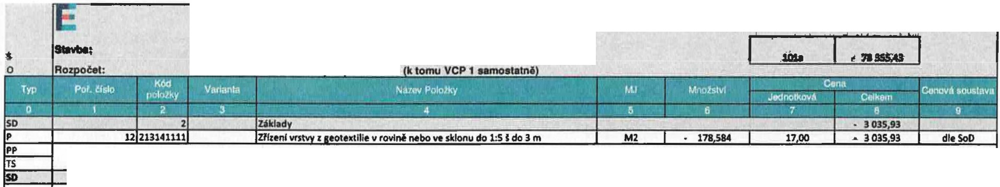 Stavba:
101a - 78 355,43
O Rozpočet: (k tomu VCP 1 samostatně)
Typ Poř. číslo Kód položky Varianta Název Položky MJ Množství Cena Cenová soustava
Jednotková Celkem
0 1 2 3 4 5 6 7 8 9
SD 2 Základy - 3 035,93
P 12 213141111 Zřízení vrstvy z geotextilie v rovině nebo ve sklonu do 1:5 š do 3 m M2 - 178,584 17,00 - 3 035,93 dle SoD
PP
TS
SD